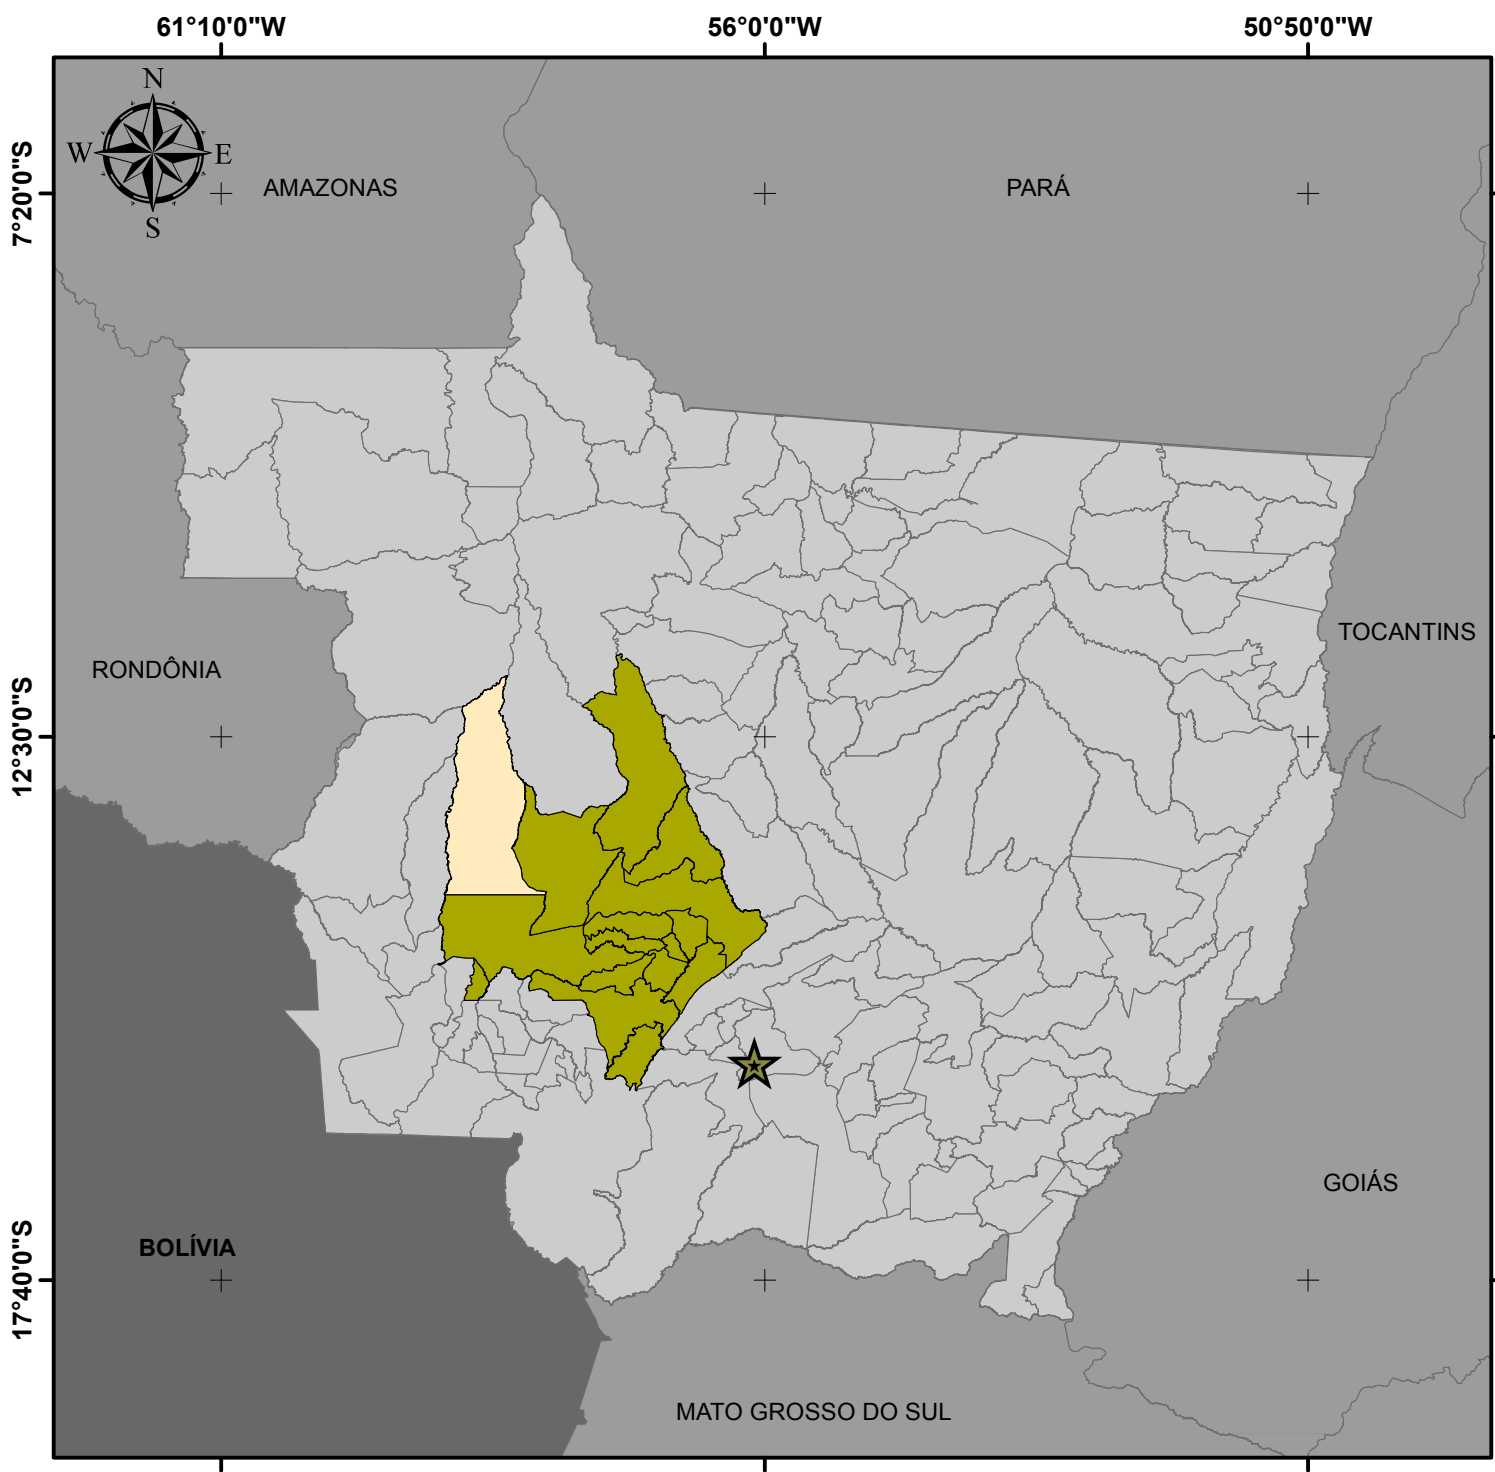 61°10'0"W 56°0'0"W 50°50'0"W
N
W E
S
7°20'0"S
AMAZONAS PARÁ
TOCANTINS
RONDÔNIA
12°30'0"S
GOIÁS
BOLÍVIA
17°40'0"S
MATO GROSSO DO SUL